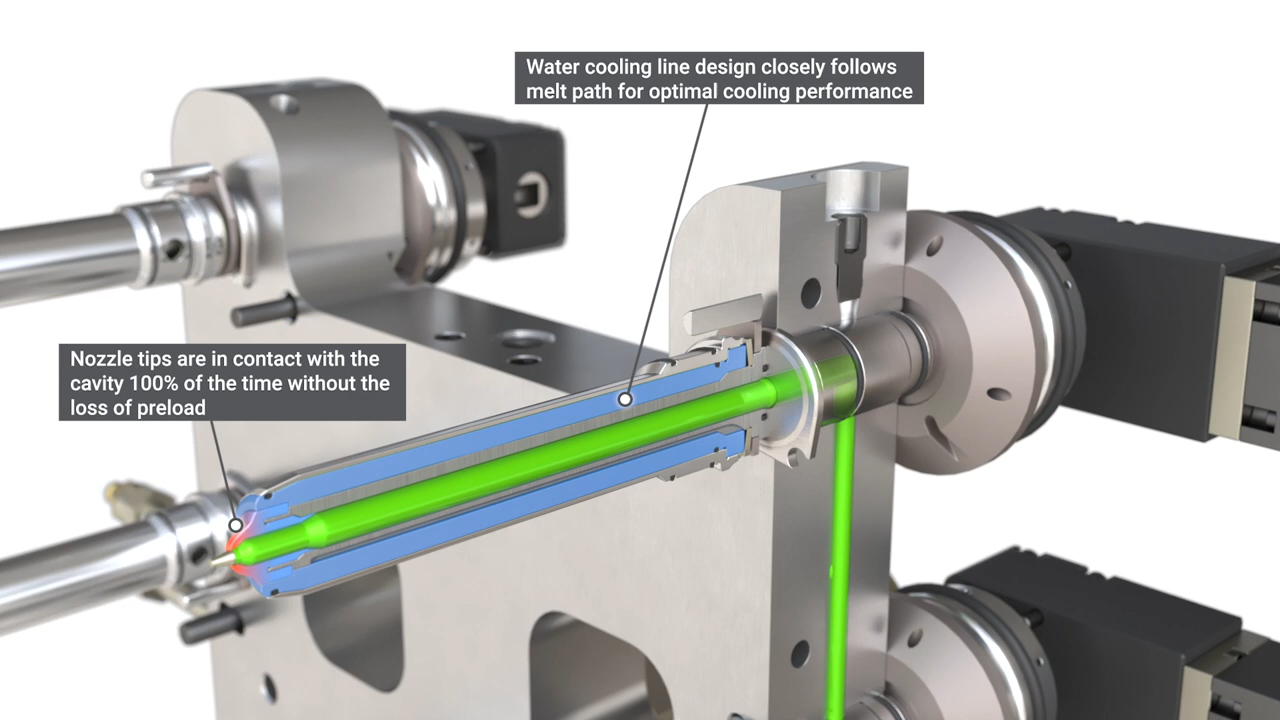 Water cooling line design closely follows
melt path for optimal cooling performance
Nozzle tips are in contact with the
cavity 100% of the time without the
loss of preload